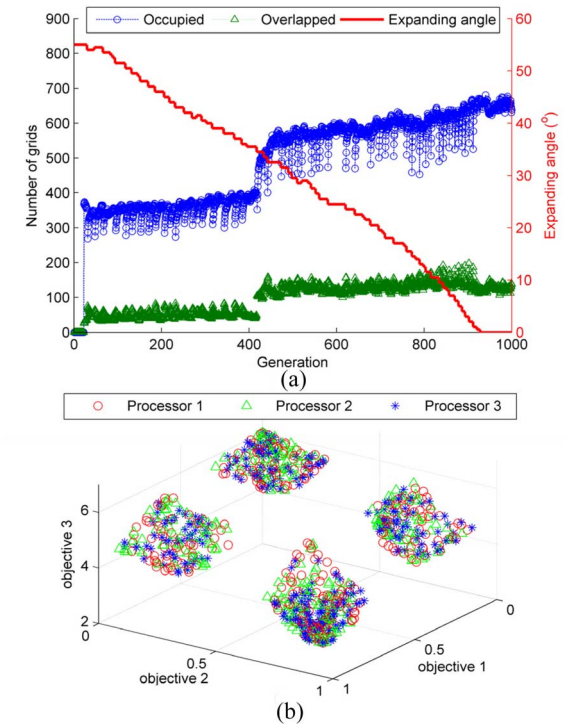 900
800
700
600
500
400
300
200
100
0
Number of grids
Occupied Overlapped Expanding angle
60
50
40
30
20
10
0
Expanding angle (°)
0 200 400 600 800 1000
Generation
(a)
Processor 1 Processor 2 Processor 3
6
4
2
objective 3
0
0.5
1
objective 2
1
0.5
0
objective 1
(b)